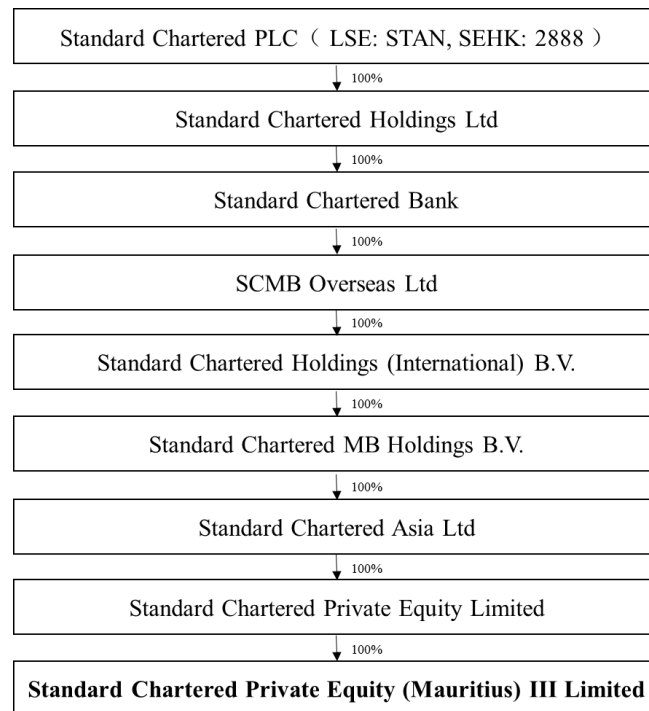 Standard Chartered PLC（ LSE: STAN, SEHK: 2888 ）
100%
Standard Chartered Holdings Ltd
100%
Standard Chartered Bank
100%
SCMB Overseas Ltd
100%
Standard Chartered Holdings (International) B.V.
100%
Standard Chartered MB Holdings B.V.
100%
Standard Chartered Asia Ltd
100%
Standard Chartered Private Equity Limited
100%
Standard Chartered Private Equity (Mauritius) III Limited